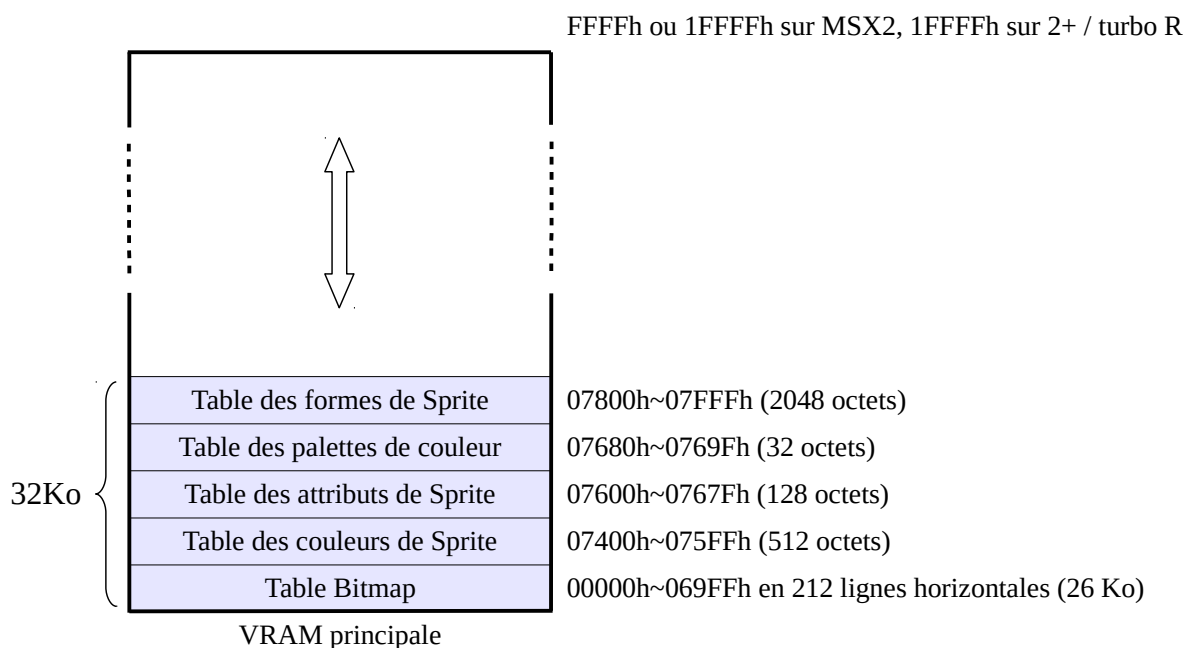 FFFFh ou 1FFFFh sur MSX2, 1FFFFh sur 2+ / turbo R
Table des formes de Sprite 07800h~07FFFh (2048 octets)
Table des palettes de couleur 07680h~0769Fh (32 octets)
32Ko Table des attributs de Sprite 07600h~0767Fh (128 octets)
Table des couleurs de Sprite 07400h~075FFh (512 octets)
Table Bitmap 00000h~069FFh en 212 lignes horizontales (26 Ko)
VRAM principale